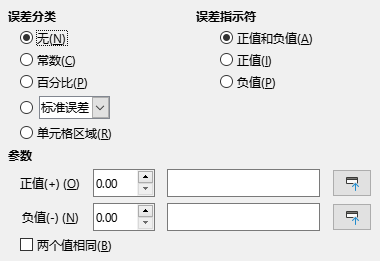 误差分类
无(N)
常数(C)
百分比(P)
标准误差
单元格区域(R)
误差指示符
正值和负值(A)
正值(I)
负值(P)
参数
正值(+) (O) 0.00
负值(-) (N) 0.00
两个值相同(B)